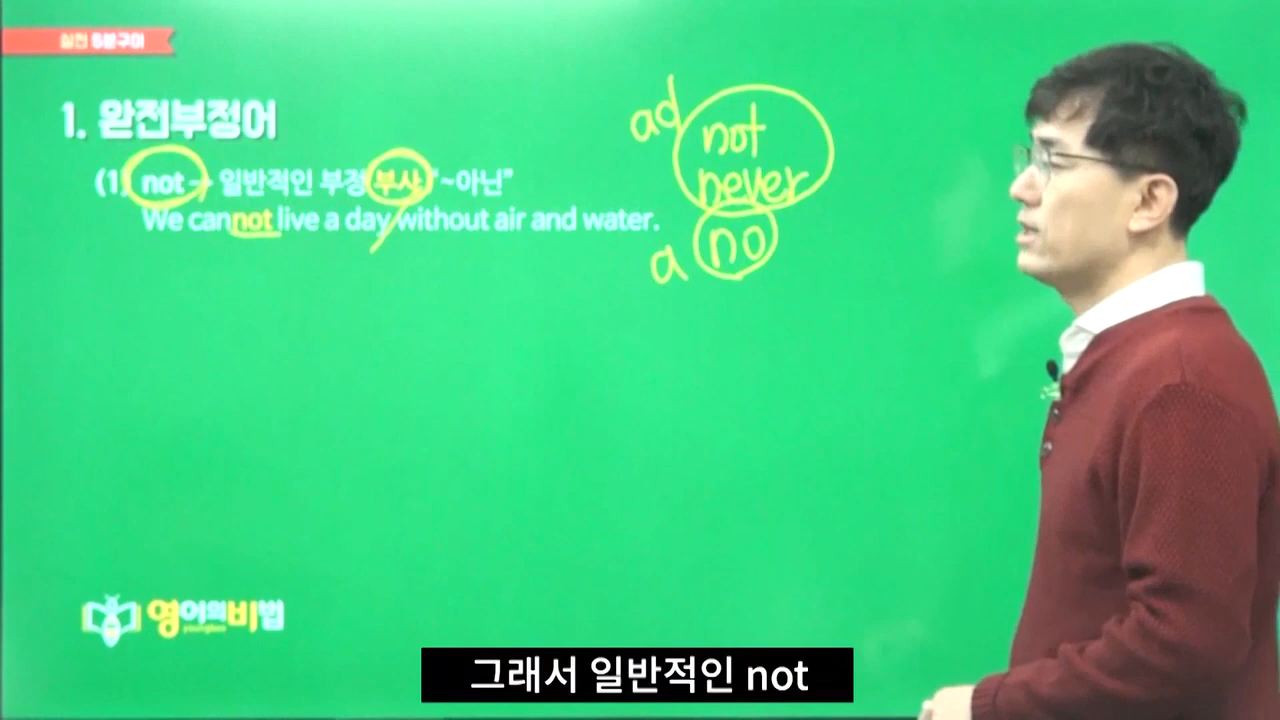 실전 5분구이
1. 완전부정어
(1) not → 일반적인 부정 부사 "~아닌"
We cannot live a day without air and water.
ad
not
never
a
no
영어의비법
youngbee
그래서 일반적인 not